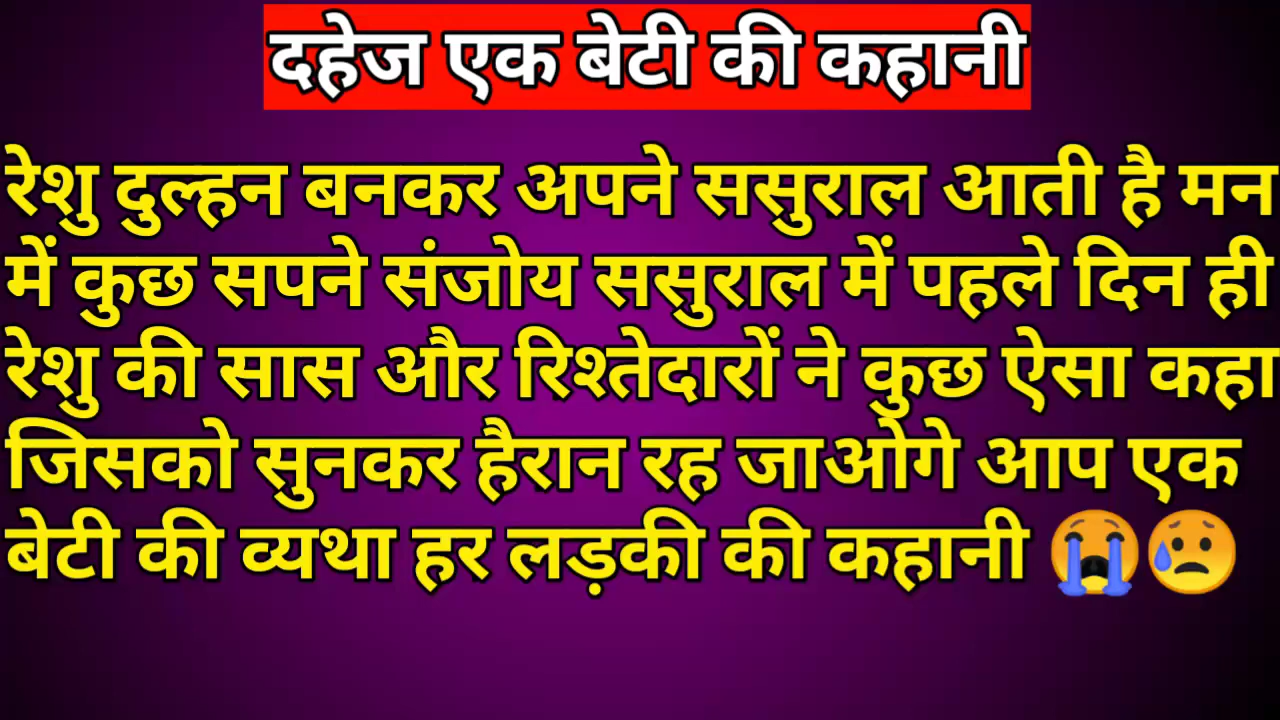 दहेज एक बेटी की कहानी
रेशु दुल्हन बनकर अपने ससुराल आती है मन
में कुछ सपने संजोय ससुराल में पहले दिन ही
रेशु की सास और रिश्तेदारों ने कुछ ऐसा कहा
जिसको सुनकर हैरान रह जाओगे आप एक
बेटी की व्यथा हर लड़की की कहानी 😭😥